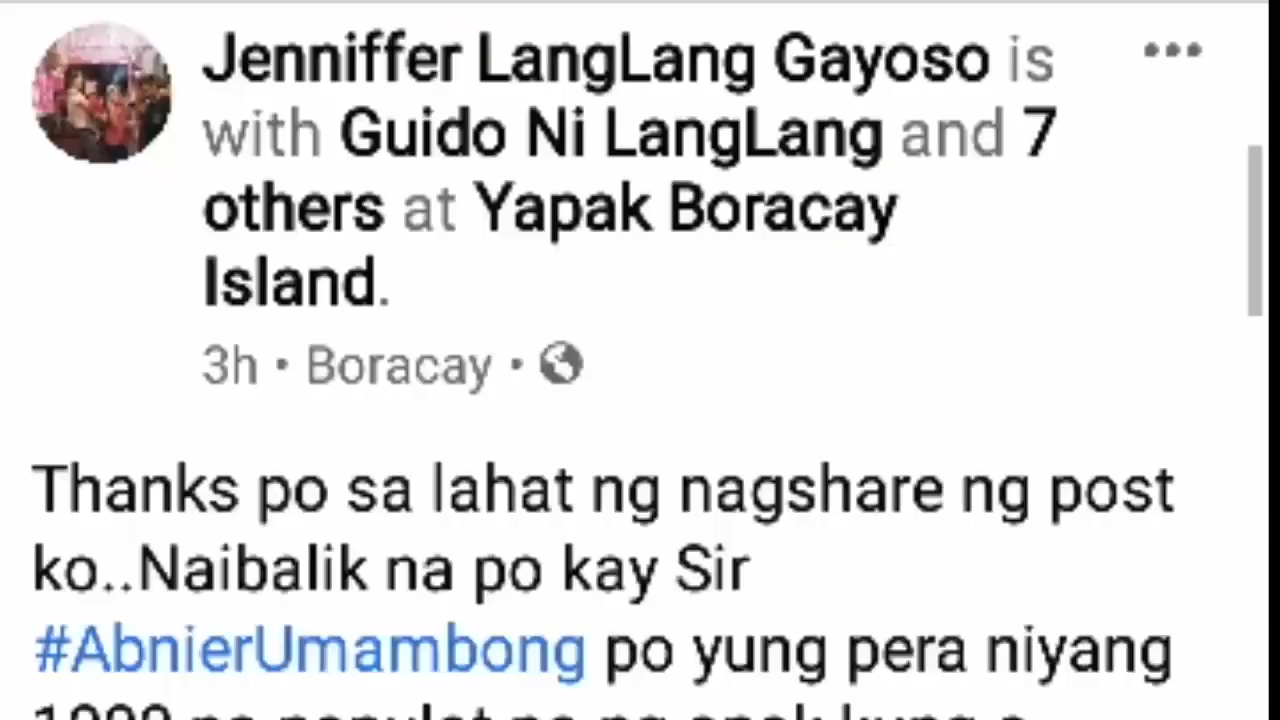 Jenniffer LangLang Gayoso is
with Guido Ni LangLang and 7
others at Yapak Boracay
Island.
3h • Boracay •
Thanks po sa lahat ng nagshare ng post
ko..Naibalik na po kay Sir
#AbnierUmambong po yung pera niyang